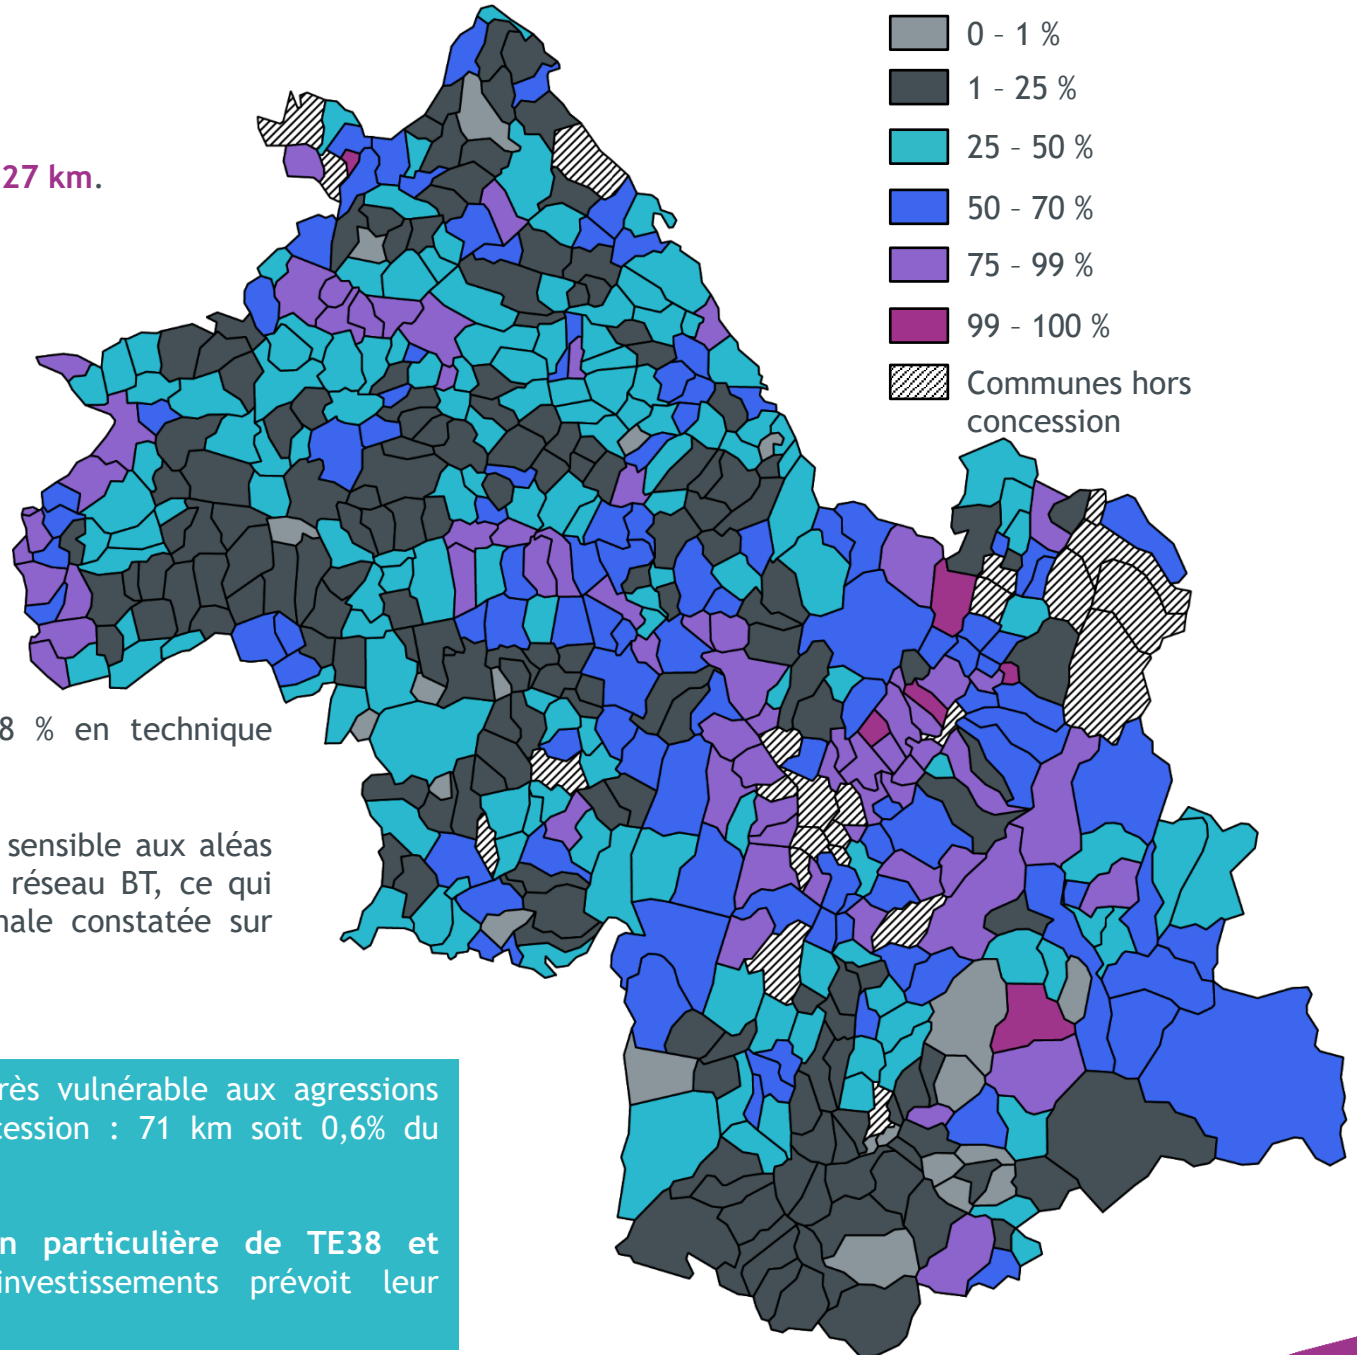 0 - 1 %
1 - 25 %
25 - 50 %
50 - 70 %
75 - 99 %
99 - 100 %
Communes hors
concession
27 km.
8 % en technique
sensible aux aléas
réseau BT, ce qui
nale constatée sur
rès vulnérable aux agressions
cession : 71 km soit 0,6% du
n particulière de TE38 et
investissements prévoit leur